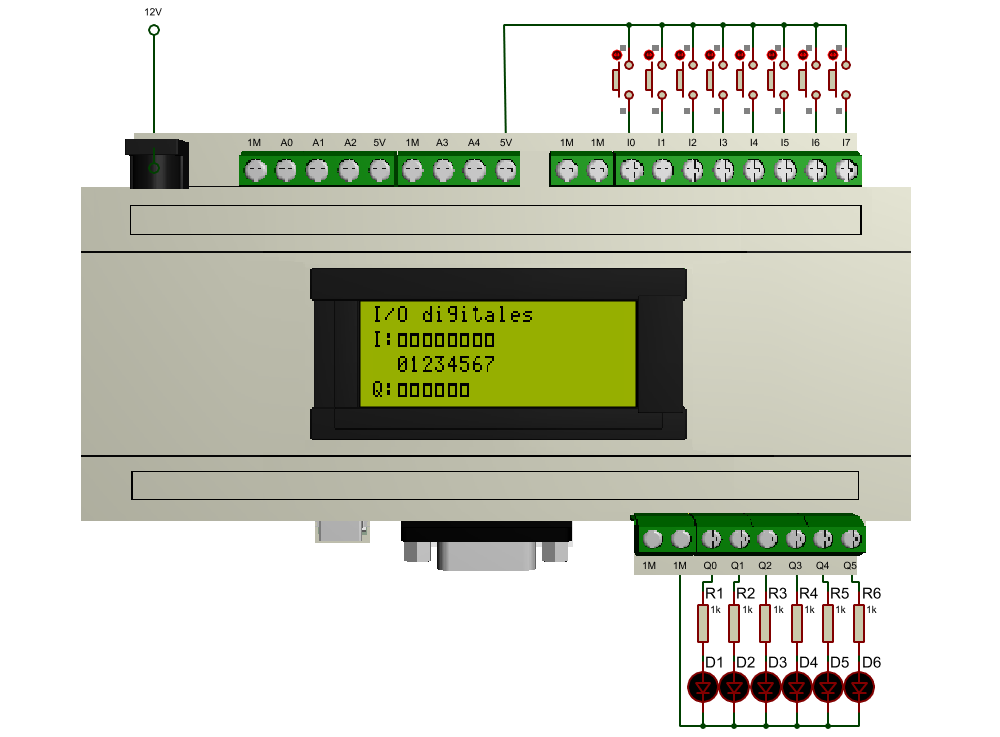 12V
1M A0 A1 A2 5V 1M A3 A4 5V 1M 1M I0 I1 I2 I3 I4 I5 I6 I7
I/O digitales
I:▯▯▯▯▯▯▯▯
01234567
Q:▯▯▯▯▯▯
1M 1M Q0 Q1 Q2 Q3 Q4 Q5
R1 R2 R3 R4 R5 R6
1k 1k 1k 1k 1k 1k
D1 D2 D3 D4 D5 D6